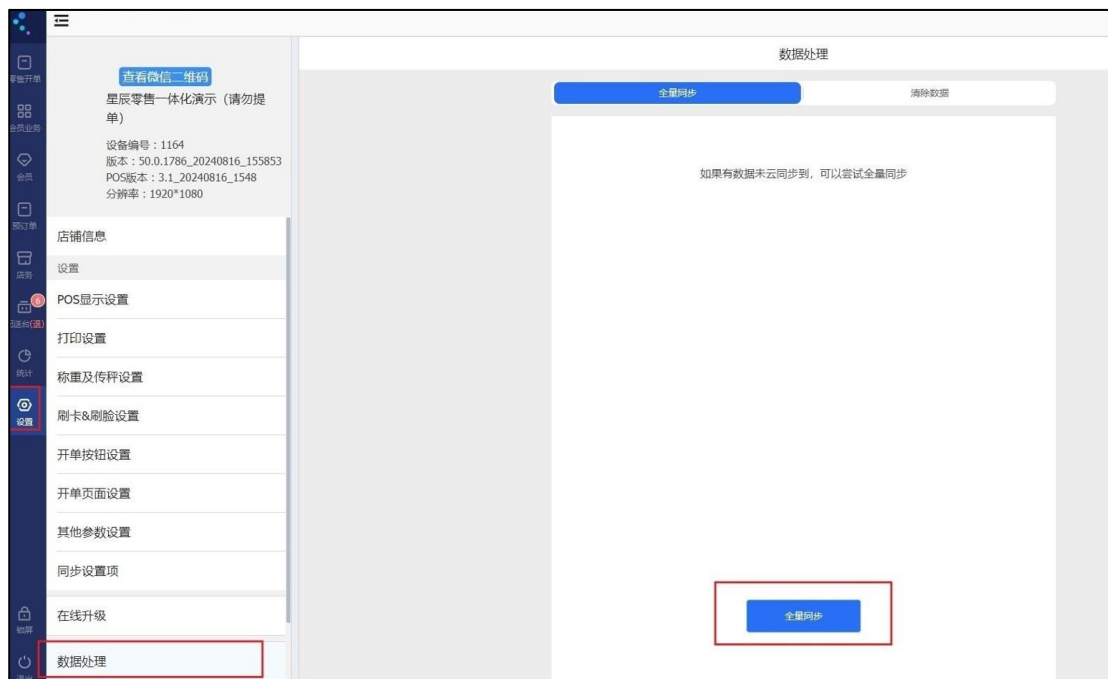 会员
预订单
店务
6
统计
设置
锁屏
查看微信二维码
星辰零售一体化演示（请勿提
单）
设备编号：1164
版本：50.0.1786_20240816_155853
POS版本：3.1_20240816_1548
分辨率：1920*1080
店铺信息
设置
POS显示设置
打印设置
称重及传秤设置
刷卡&刷脸设置
开单按钮设置
开单页面设置
其他参数设置
同步设置项
在线升级
数据处理
数据处理
全量同步
清除数据
如果有数据未云同步到，可以尝试全量同步
全量同步